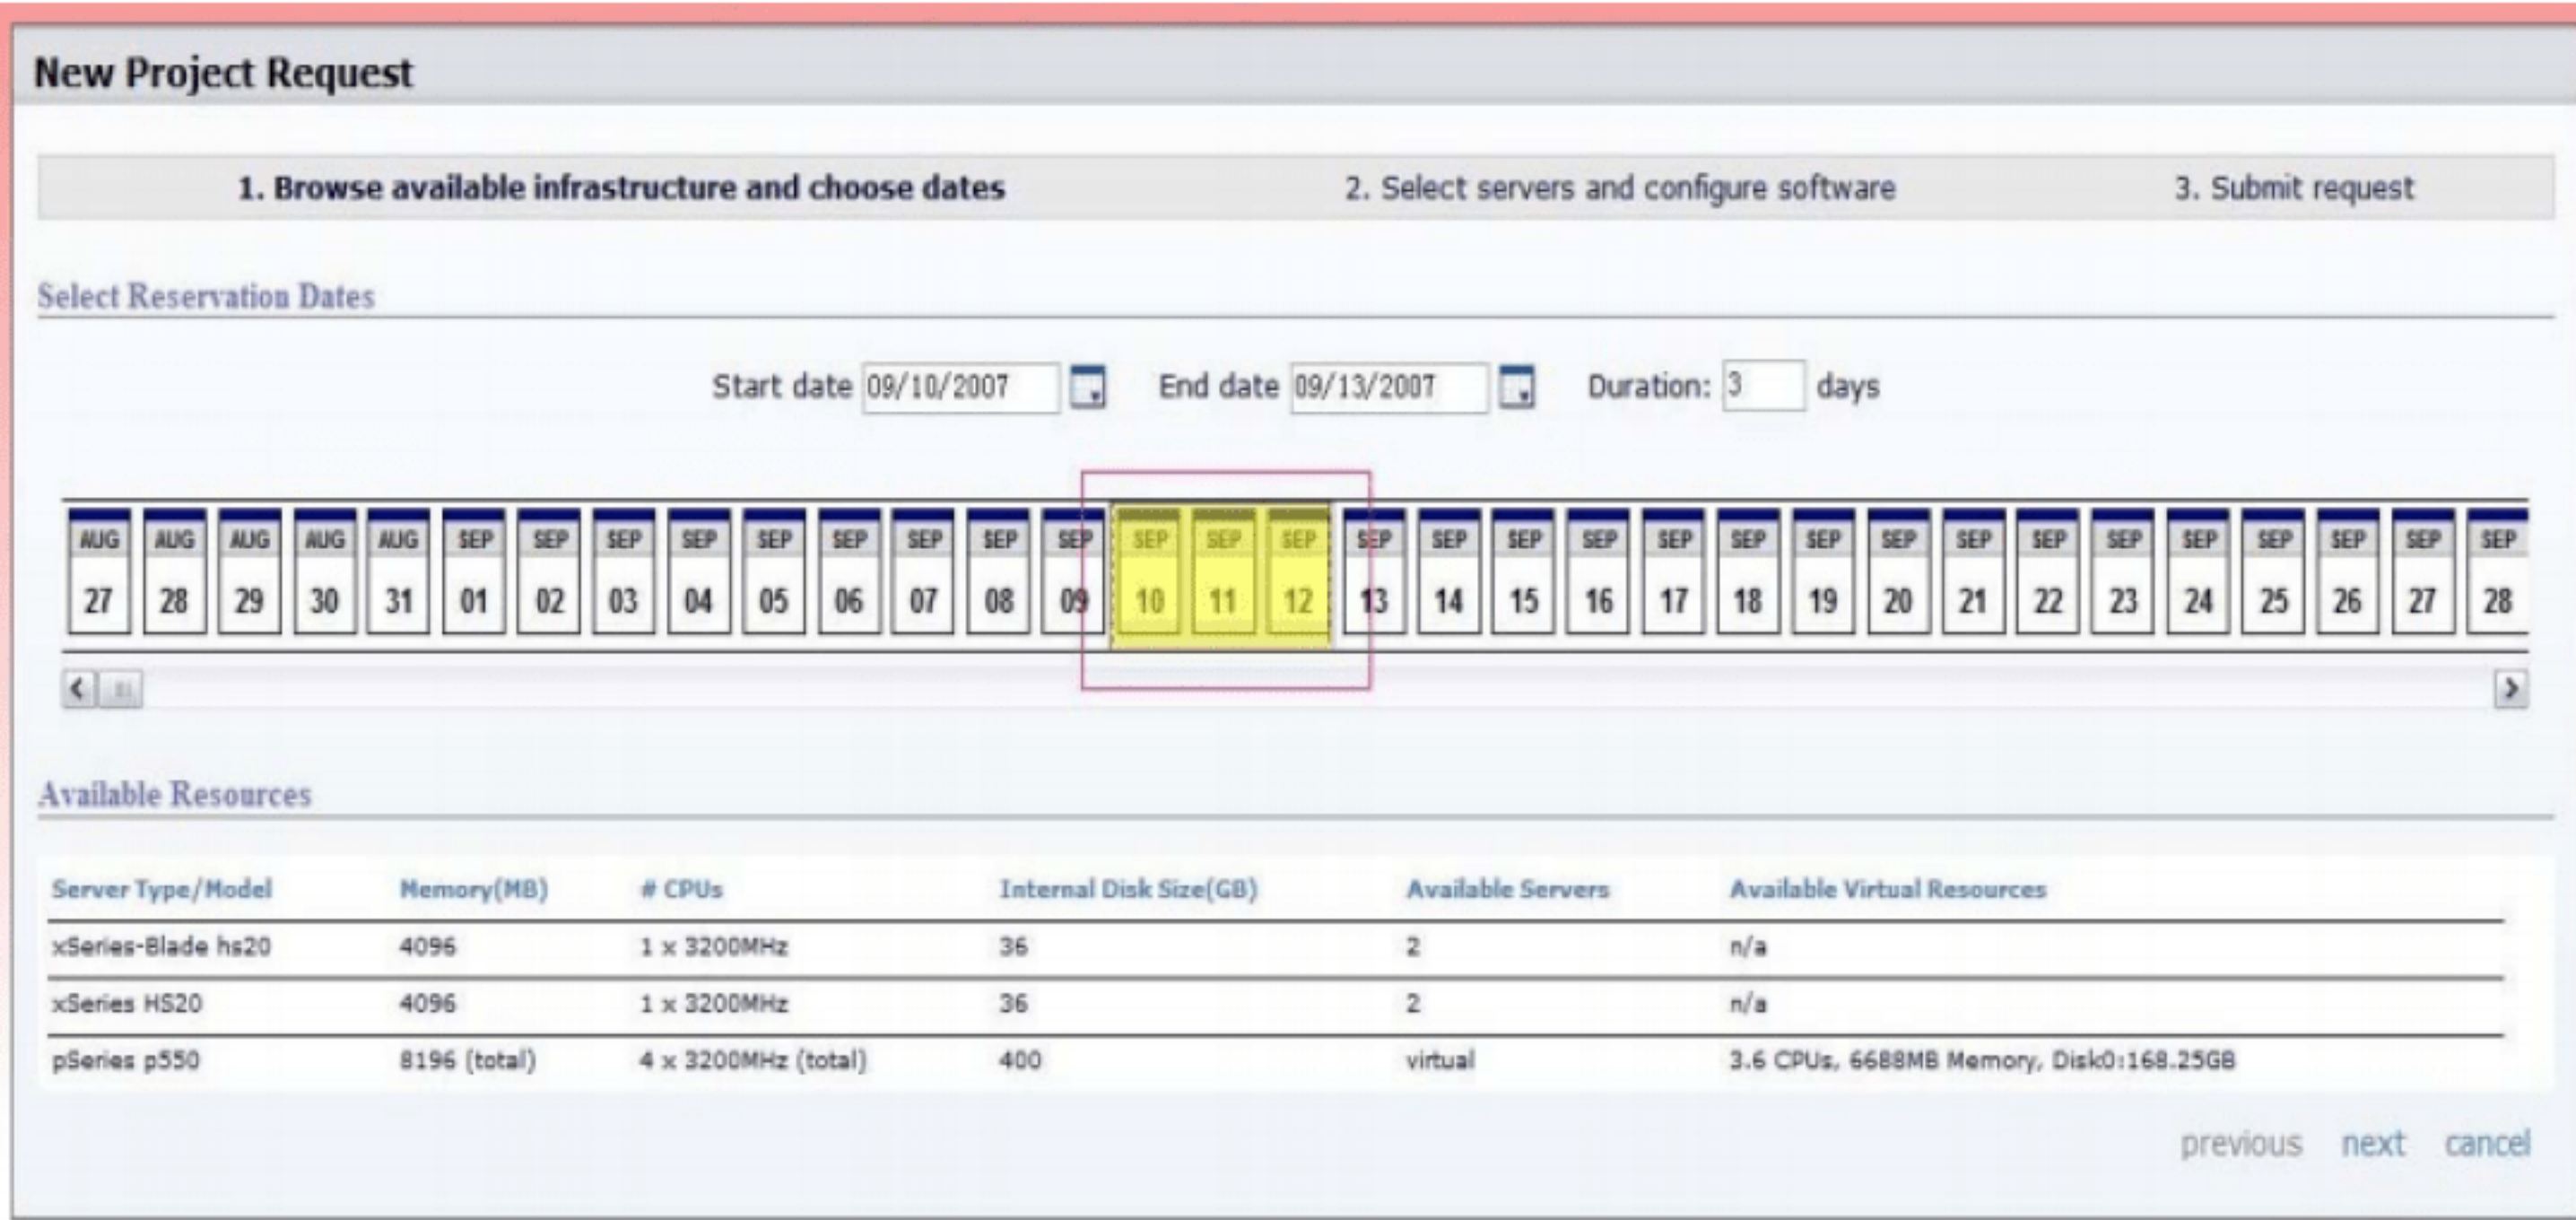 New Project Request
1. Browse available infrastructure and choose dates 2. Select servers and configure software 3. Submit request
Select Reservation Dates
Start date 09/10/2007 End date 09/13/2007 Duration: 3 days
AUG AUG AUG AUG AUG SEP SEP SEP SEP SEP SEP SEP SEP SEP SEP SEP SEP SEP SEP SEP SEP SEP SEP SEP SEP SEP SEP SEP SEP SEP SEP SEP SEP
27 28 29 30 31 01 02 03 04 05 06 07 08 09 10 11 12 13 14 15 16 17 18 19 20 21 22 23 24 25 26 27 28
Available Resources
Server Type/Model Memory(MB) # CPUs Internal Disk Size(GB) Available Servers Available Virtual Resources
xSeries-Blade hs20 4096 1 x 3200MHz 36 2 n/a
xSeries HS20 4096 1 x 3200MHz 36 2 n/a
pSeries p550 8196 (total) 4 x 3200MHz (total) 400 virtual 3.6 CPUs, 6688MB Memory, Disk0:168.25GB
previous next cancel